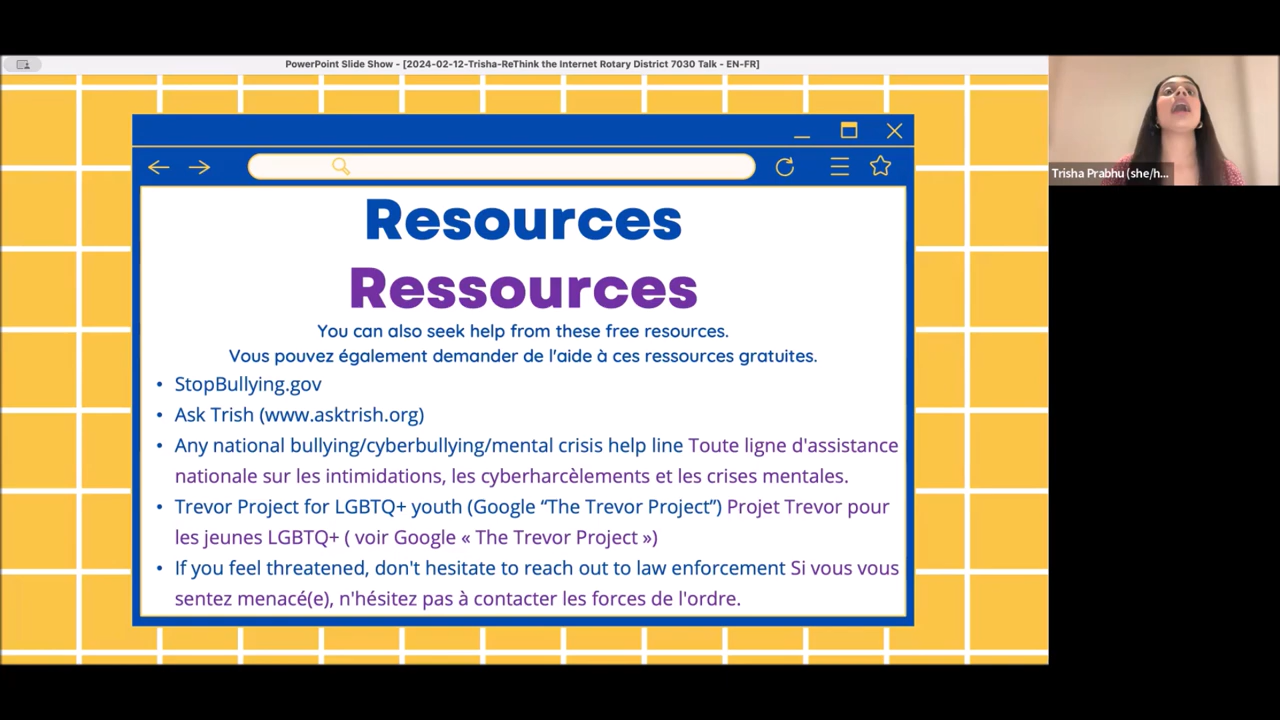 PowerPoint Slide Show - [2024-02-12-Trisha-ReThink the Internet Rotary District 7030 Talk - EN-FR]
Trisha Prabhu (she/h...
Resources
Ressources
You can also seek help from these free resources.
Vous pouvez également demander de l'aide à ces ressources gratuites.
• StopBullying.gov
• Ask Trish (www.asktrish.org)
• Any national bullying/cyberbullying/mental crisis help line Toute ligne d'assistance
nationale sur les intimidations, les cyberharcèlements et les crises mentales.
• Trevor Project for LGBTQ+ youth (Google “The Trevor Project”) Projet Trevor pour
les jeunes LGBTQ+ ( voir Google « The Trevor Project »)
• If you feel threatened, don't hesitate to reach out to law enforcement Si vous vous
sentez menacé(e), n'hésitez pas à contacter les forces de l'ordre.